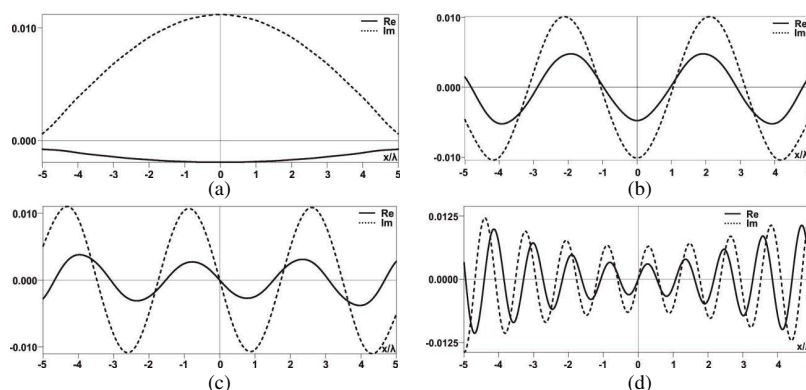 0.010
0.000
-5 -4 -3 -2 -1 0 1 2 3 4 5
x/λ
Re
Im
(a)
0.010
0.000
-0.010
-5 -4 -3 -2 -1 0 1 2 3 4
x/λ
Re
Im
(b)
0.010
0.000
-0.010
-5 -4 -3 -2 -1 0 1 2 3 4 5
x/λ
Re
Im
(c)
0.0125
0.0000
-0.0125
-5 -4 -3 -2 -1 0 1 2 3 4
Re
Im
(d)